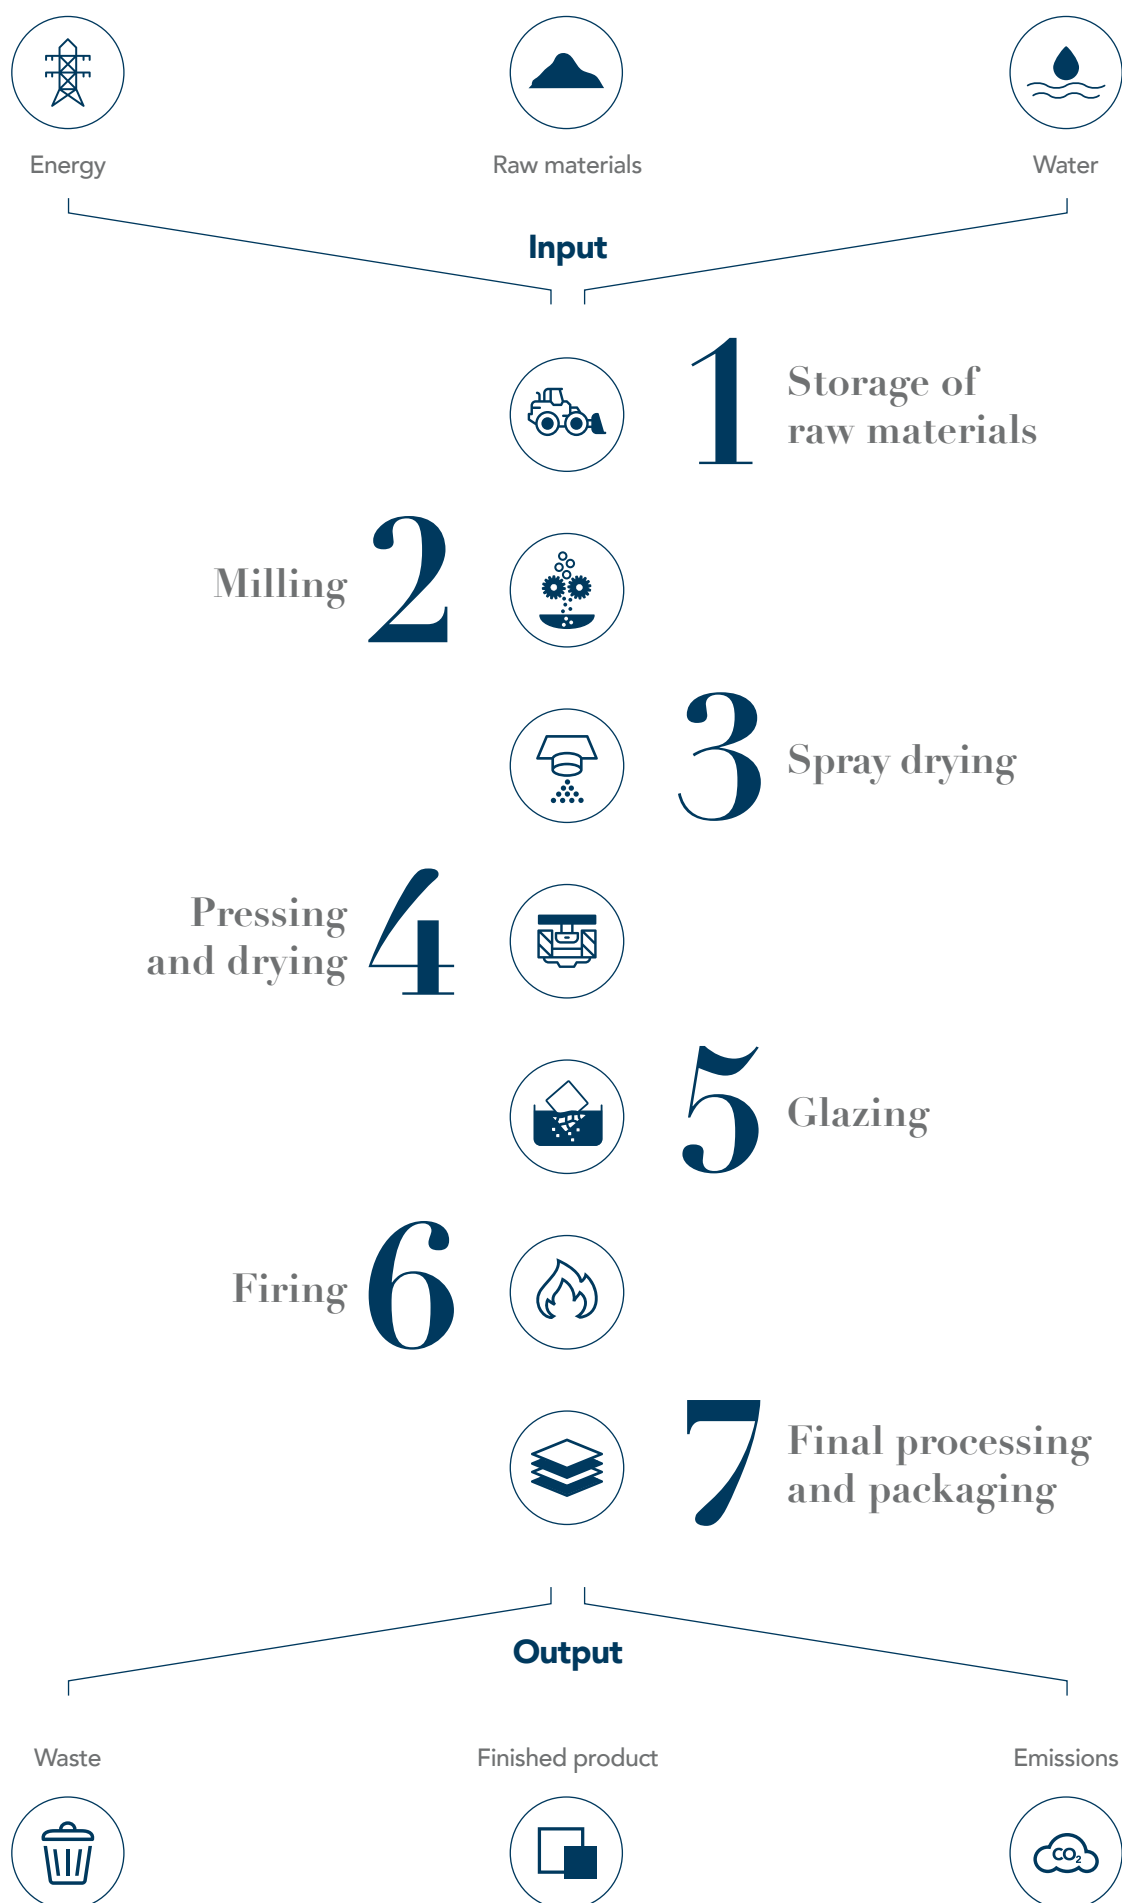 Energy
Raw materials
Water
Input
1
Storage of
raw materials
2
Milling
3
Spray drying
4
Pressing
and drying
5
Glazing
6
Firing
7
Final processing
and packaging
Output
Waste
Finished product
Emissions
CO₂